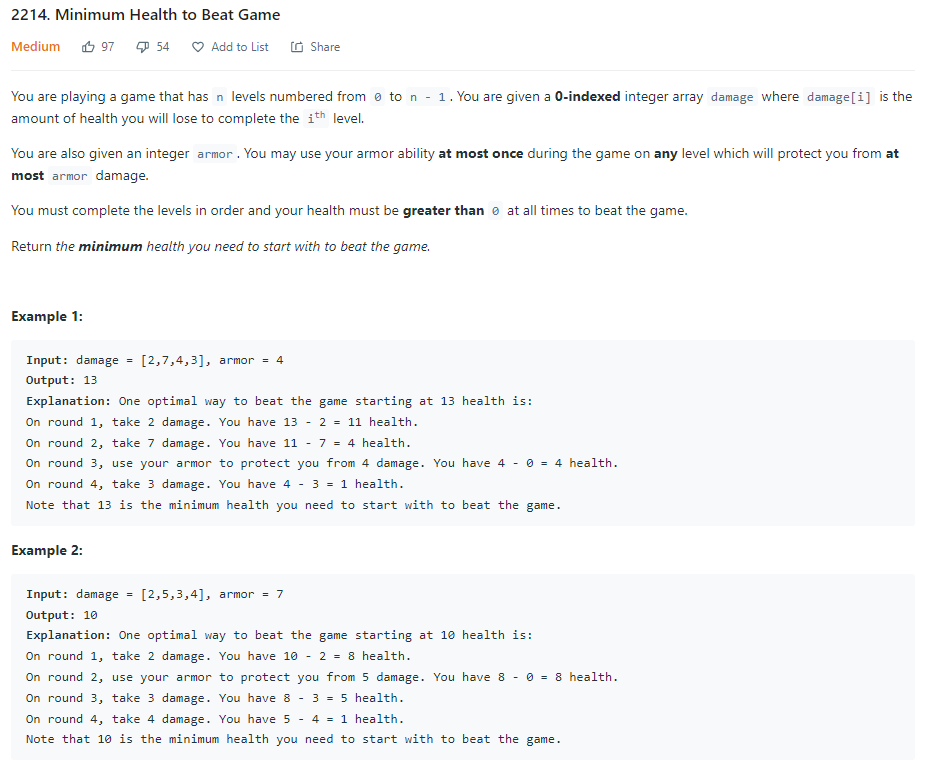 2214. Minimum Health to Beat Game
Medium 97 54 Add to List Share
You are playing a game that has n levels numbered from 0 to n - 1. You are given a 0-indexed integer array damage where damage[i] is the
amount of health you will lose to complete the ith level.
You are also given an integer armor. You may use your armor ability at most once during the game on any level which will protect you from at
most armor damage.
You must complete the levels in order and your health must be greater than 0 at all times to beat the game.
Return the minimum health you need to start with to beat the game.
Example 1:
Input: damage = [2,7,4,3], armor = 4
Output: 13
Explanation: One optimal way to beat the game starting at 13 health is:
On round 1, take 2 damage. You have 13 - 2 = 11 health.
On round 2, take 7 damage. You have 11 - 7 = 4 health.
On round 3, use your armor to protect you from 4 damage. You have 4 - 0 = 4 health.
On round 4, take 3 damage. You have 4 - 3 = 1 health.
Note that 13 is the minimum health you need to start with to beat the game.
Example 2:
Input: damage = [2,5,3,4], armor = 7
Output: 10
Explanation: One optimal way to beat the game starting at 10 health is:
On round 1, take 2 damage. You have 10 - 2 = 8 health.
On round 2, use your armor to protect you from 5 damage. You have 8 - 0 = 8 health.
On round 3, take 3 damage. You have 8 - 3 = 5 health.
On round 4, take 4 damage. You have 5 - 4 = 1 health.
Note that 10 is the minimum health you need to start with to beat the game.